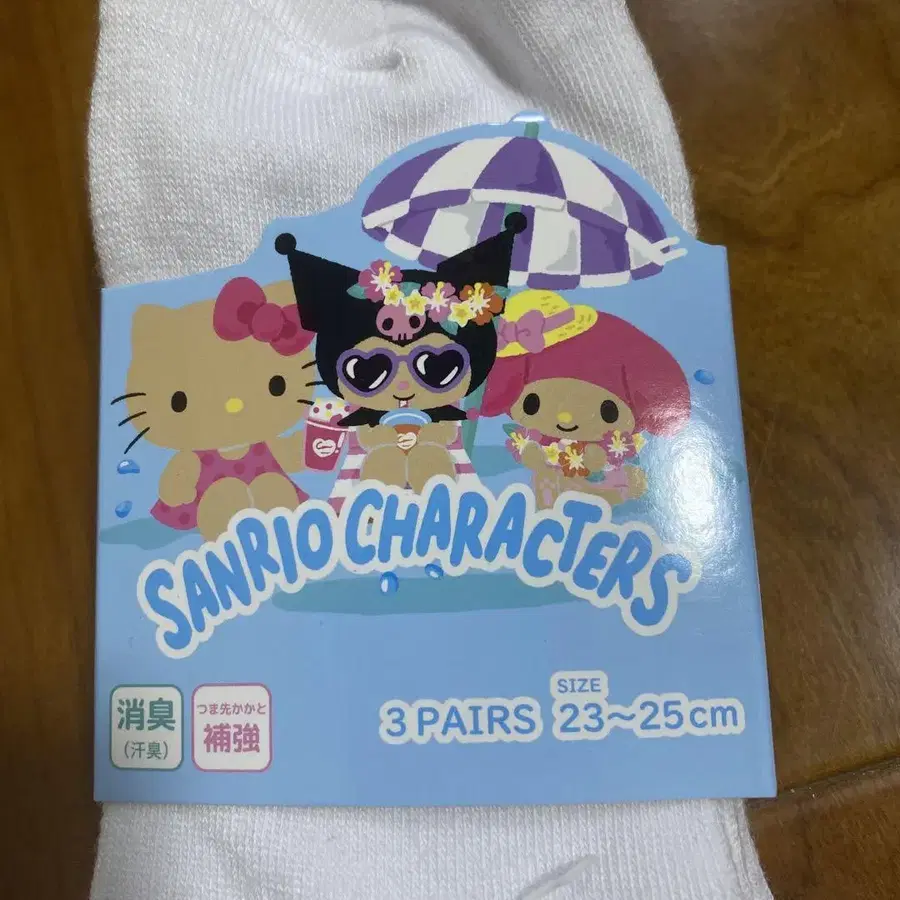 SANRIO CHARACTERS
消臭
(汗臭)
つま先かかと
補強
3 PAIRS
SIZE
23~25cm